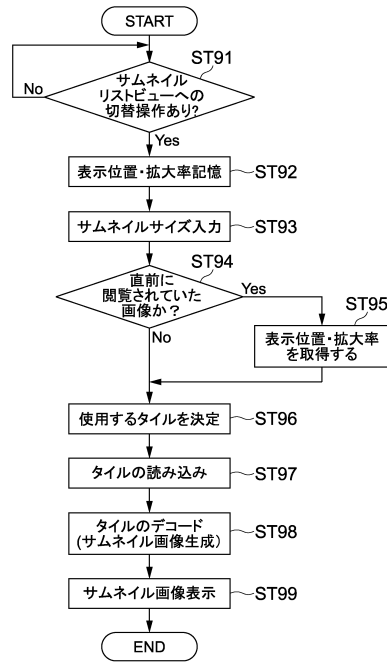 START
ST91
サムネイル
リストビューへの
切替操作あり?
No
Yes
表示位置・拡大率記憶
ST92
サムネイルサイズ入力
ST93
ST94
直前に
閲覧されていた
画像か？
Yes
No
ST95
表示位置・拡大率
を取得する
使用するタイルを決定
ST96
タイルの読み込み
ST97
タイルのデコード
(サムネイル画像生成)
ST98
サムネイル画像表示
ST99
END